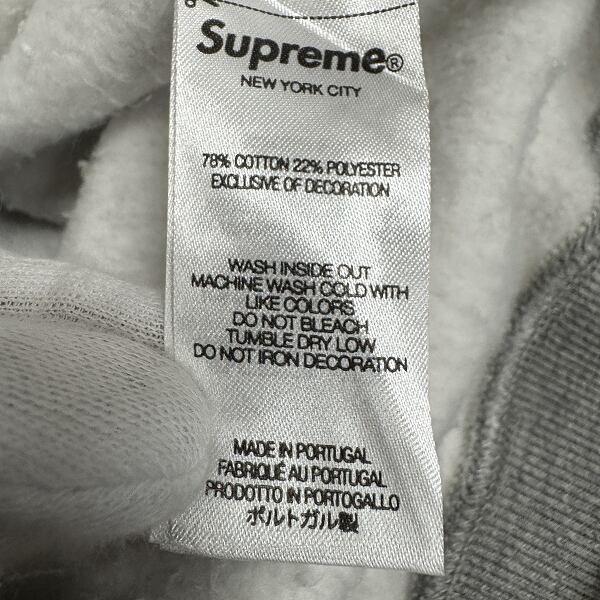 Supreme®
NEW YORK CITY
78% COTTON 22% POLYESTER
EXCLUSIVE OF DECORATION
WASH INSIDE OUT
MACHINE WASH COLD WITH
LIKE COLORS
DO NOT BLEACH
TUMBLE DRY LOW
DO NOT IRON DECORATION
MADE IN PORTUGAL
FABRIQUÉ AU PORTUGAL
PRODOTTO IN PORTOGALLO
ポルトガル製